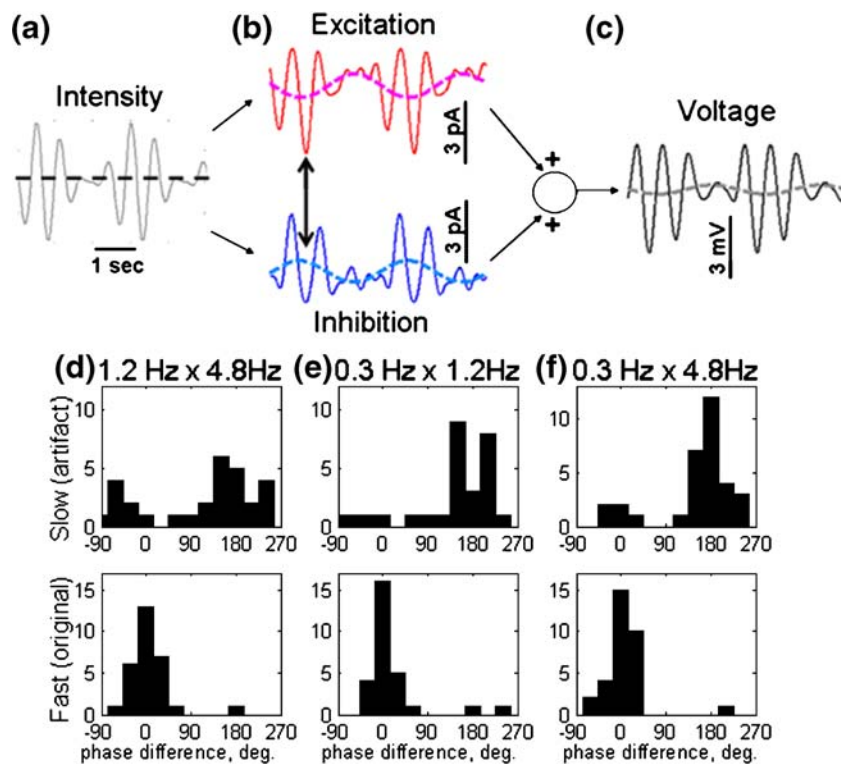 (a)
(b)
Excitation
(c)
Intensity
Voltage
3 pA
+
+
1 sec
3 pA
3 mV
Inhibition
(d) 1.2 Hz x 4.8Hz
(e) 0.3 Hz x 1.2Hz
(f) 0.3 Hz x 4.8Hz
Slow (artifact)
10
5
0
-90 0 90 180 270
10
5
0
-90 0 90 180 270
10
5
0
-90 0 90 180 270
Fast (original)
15
10
5
0
-90 0 90 180 270
phase difference, deg.
15
10
5
0
-90 0 90 180 270
phase difference, deg.
15
10
5
0
-90 0 90 180 270
phase difference, deg.